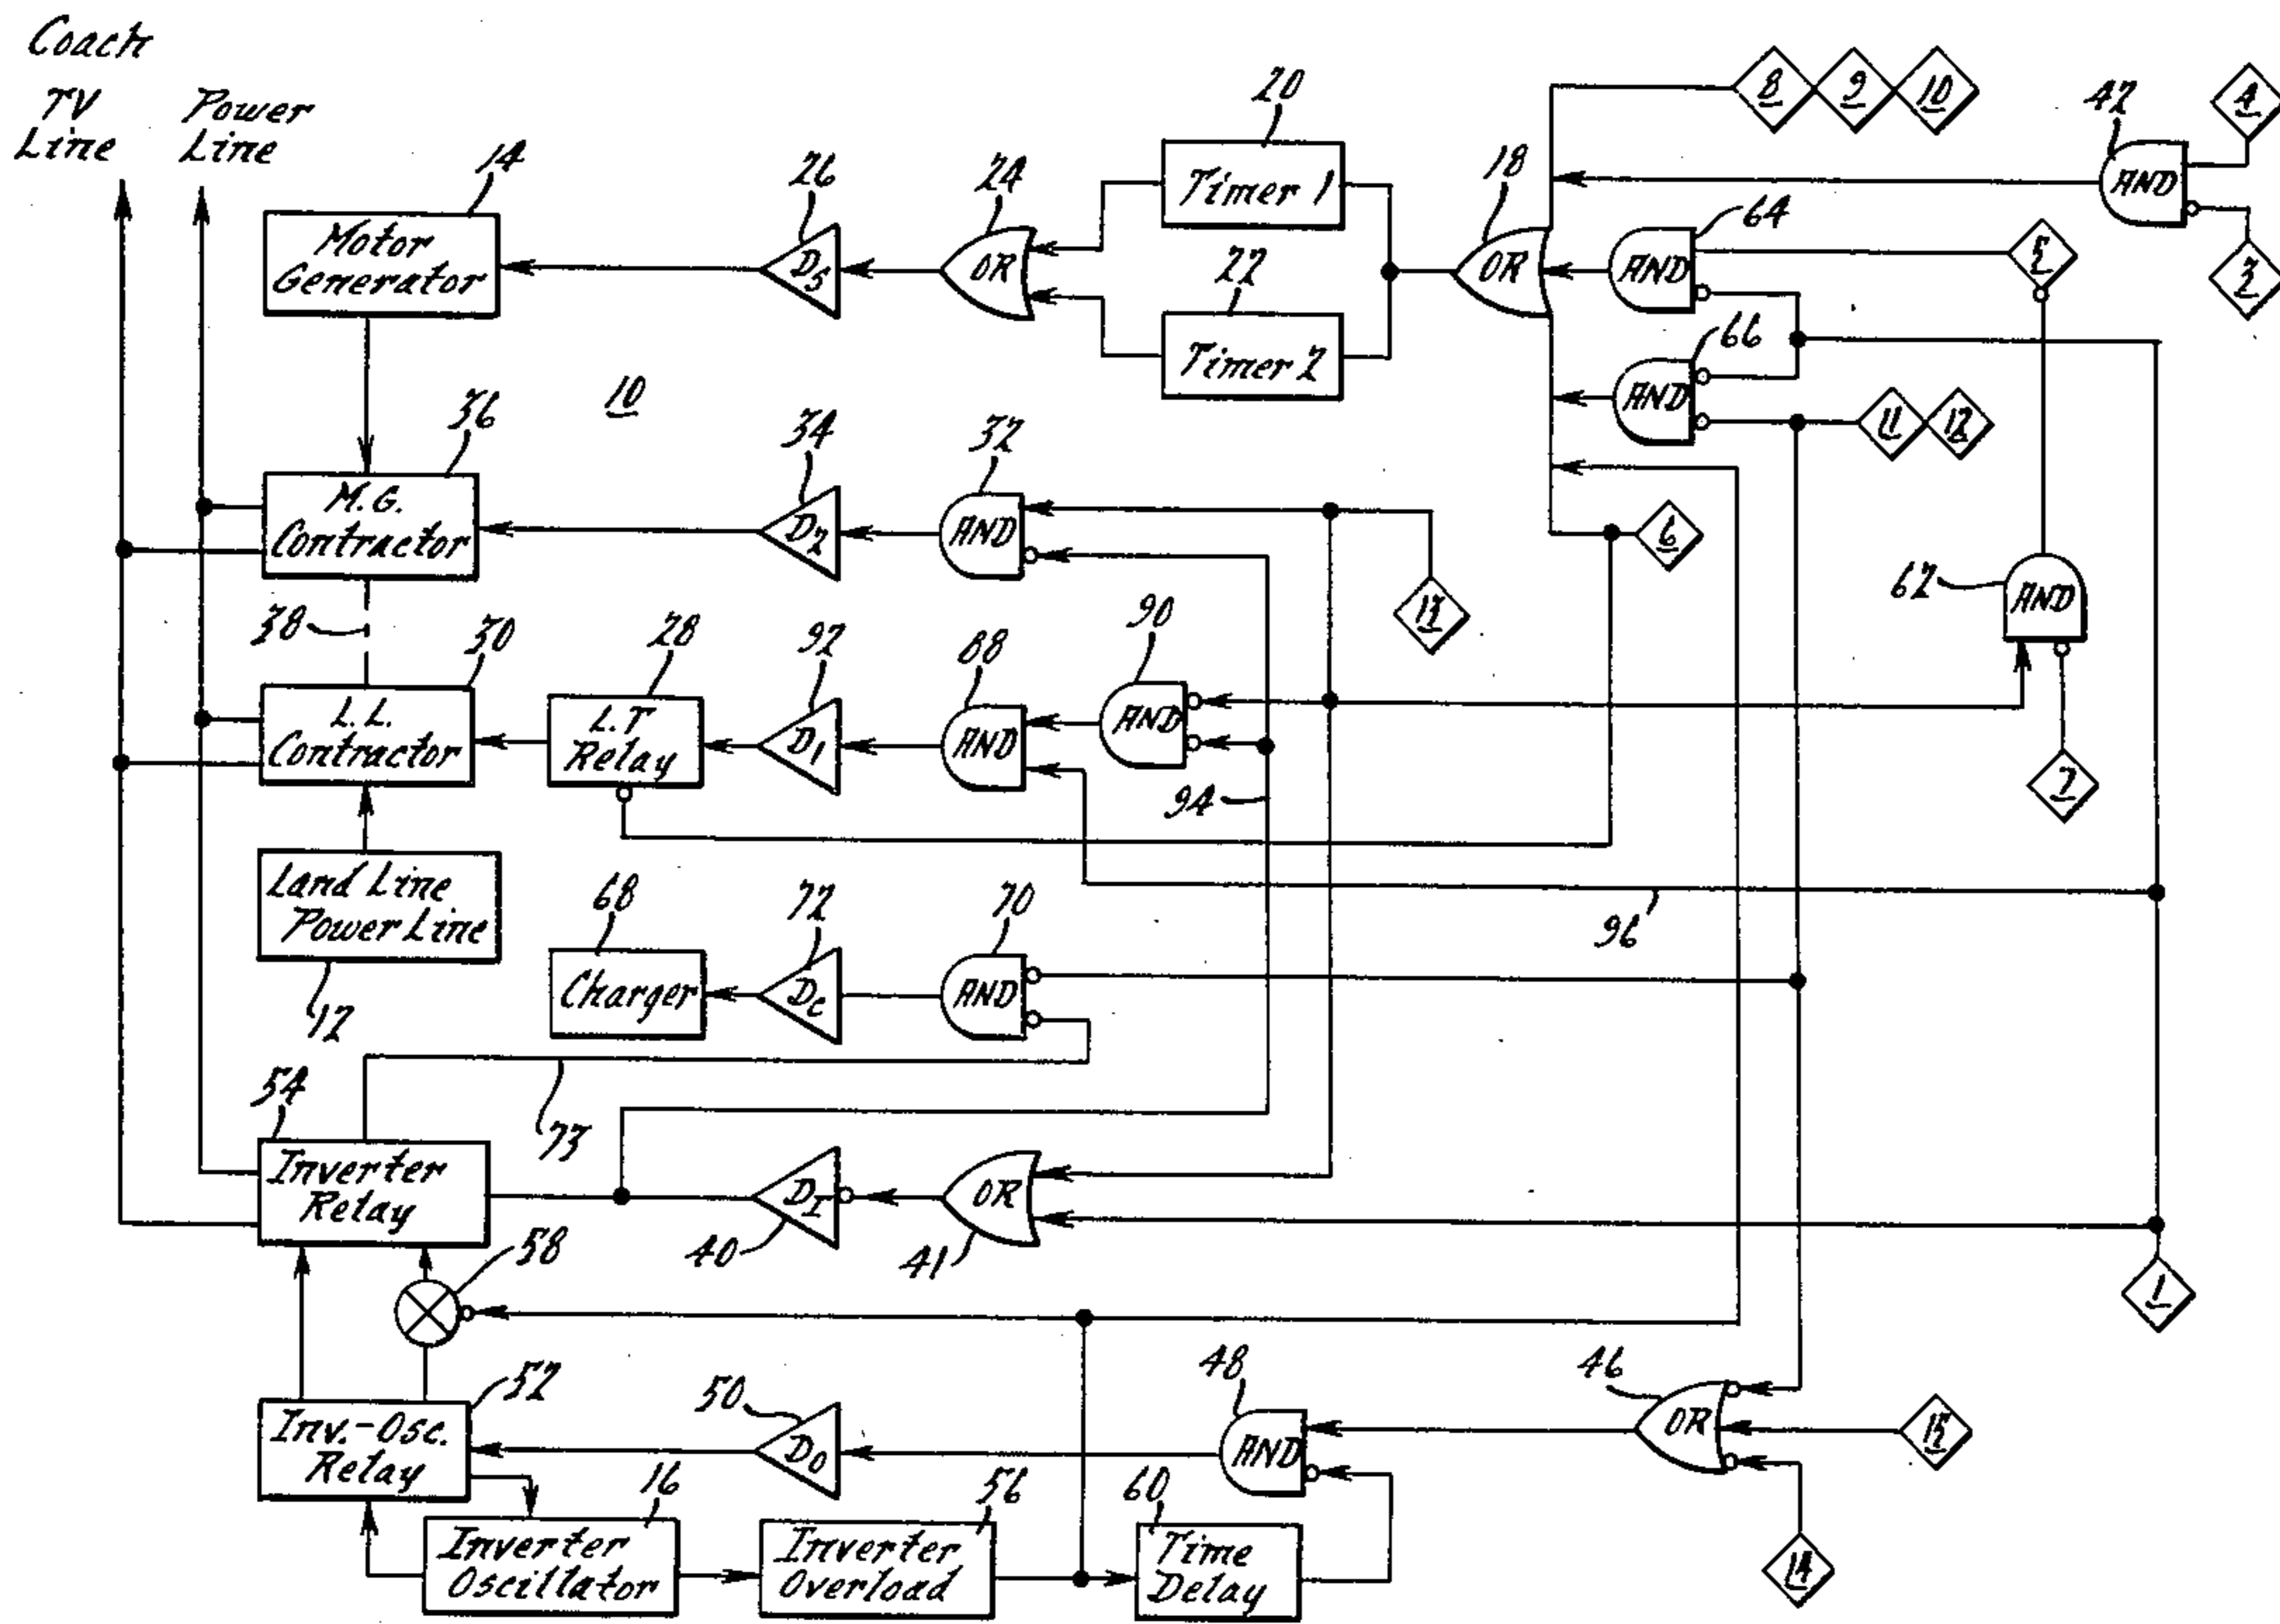 Coach
TV Line
Power Line
14
Motor Generator
26
D5
24
OR
20
Timer 1
22
Timer 2
18
OR
8
9
10
42
AND
4
3
64
AND
5
66
AND
11
12
10
36
M.G. Contractor
34
D2
32
AND
13
6
62
AND
7
38
30
L.L. Contractor
28
L.T Relay
92
D1
88
AND
90
AND
94
Land Line Power Line
12
68
Charger
72
DC
70
AND
96
73
54
Inverter Relay
DI
40
OR
41
1
58
52
Inv.-Osc. Relay
50
D0
48
AND
46
OR
15
14
16
Inverter Oscillator
56
Inverter Overload
60
Time Delay